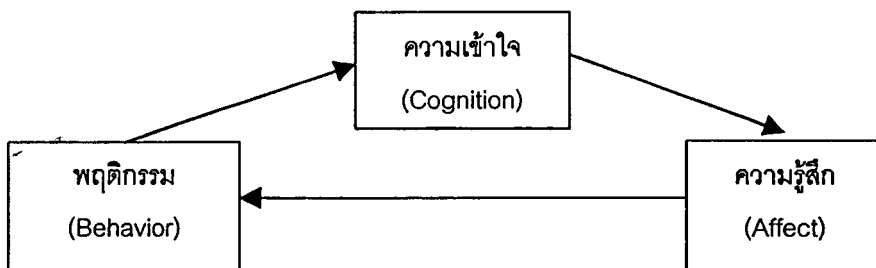 ความเข้าใจ
(Cognition)
พฤติกรรม
(Behavior)
ความรู้สึก
(Affect)